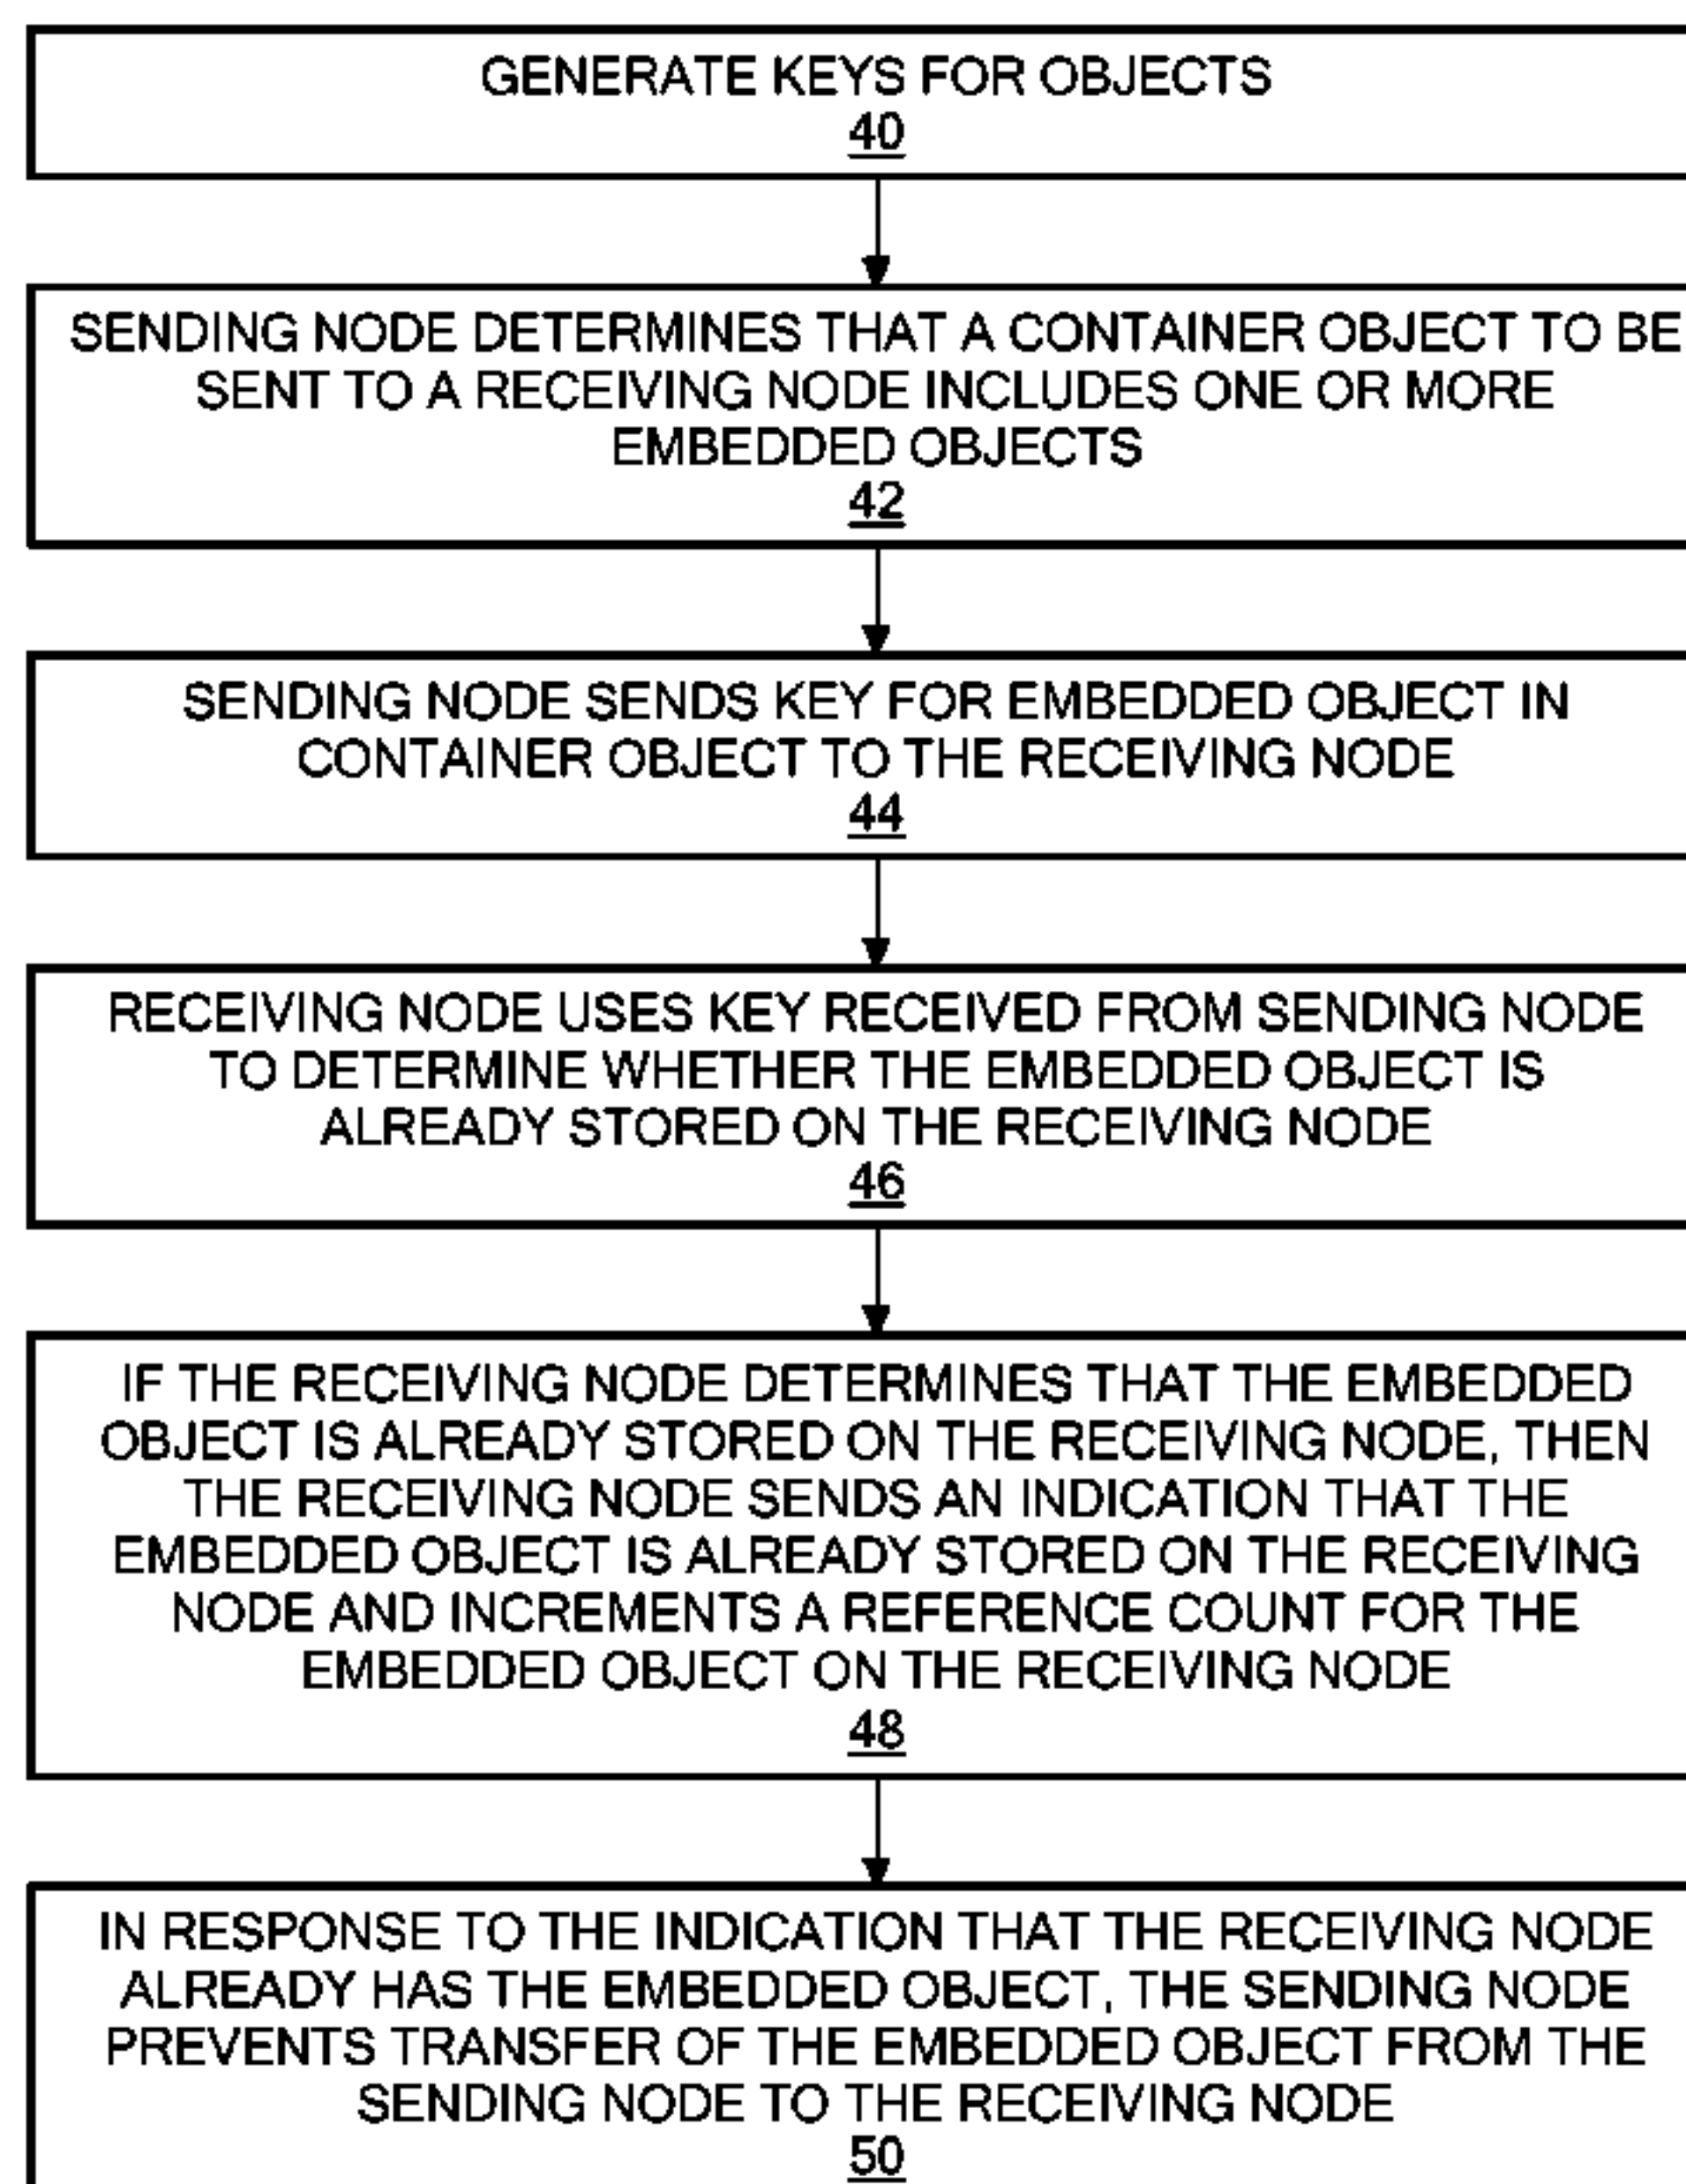 GENERATE KEYS FOR OBJECTS
40
SENDING NODE DETERMINES THAT A CONTAINER OBJECT TO BE
SENT TO A RECEIVING NODE INCLUDES ONE OR MORE
EMBEDDED OBJECTS
42
SENDING NODE SENDS KEY FOR EMBEDDED OBJECT IN
CONTAINER OBJECT TO THE RECEIVING NODE
44
RECEIVING NODE USES KEY RECEIVED FROM SENDING NODE
TO DETERMINE WHETHER THE EMBEDDED OBJECT IS
ALREADY STORED ON THE RECEIVING NODE
46
IF THE RECEIVING NODE DETERMINES THAT THE EMBEDDED
OBJECT IS ALREADY STORED ON THE RECEIVING NODE, THEN
THE RECEIVING NODE SENDS AN INDICATION THAT THE
EMBEDDED OBJECT IS ALREADY STORED ON THE RECEIVING
NODE AND INCREMENTS A REFERENCE COUNT FOR THE
EMBEDDED OBJECT ON THE RECEIVING NODE
48
IN RESPONSE TO THE INDICATION THAT THE RECEIVING NODE
ALREADY HAS THE EMBEDDED OBJECT, THE SENDING NODE
PREVENTS TRANSFER OF THE EMBEDDED OBJECT FROM THE
SENDING NODE TO THE RECEIVING NODE
50